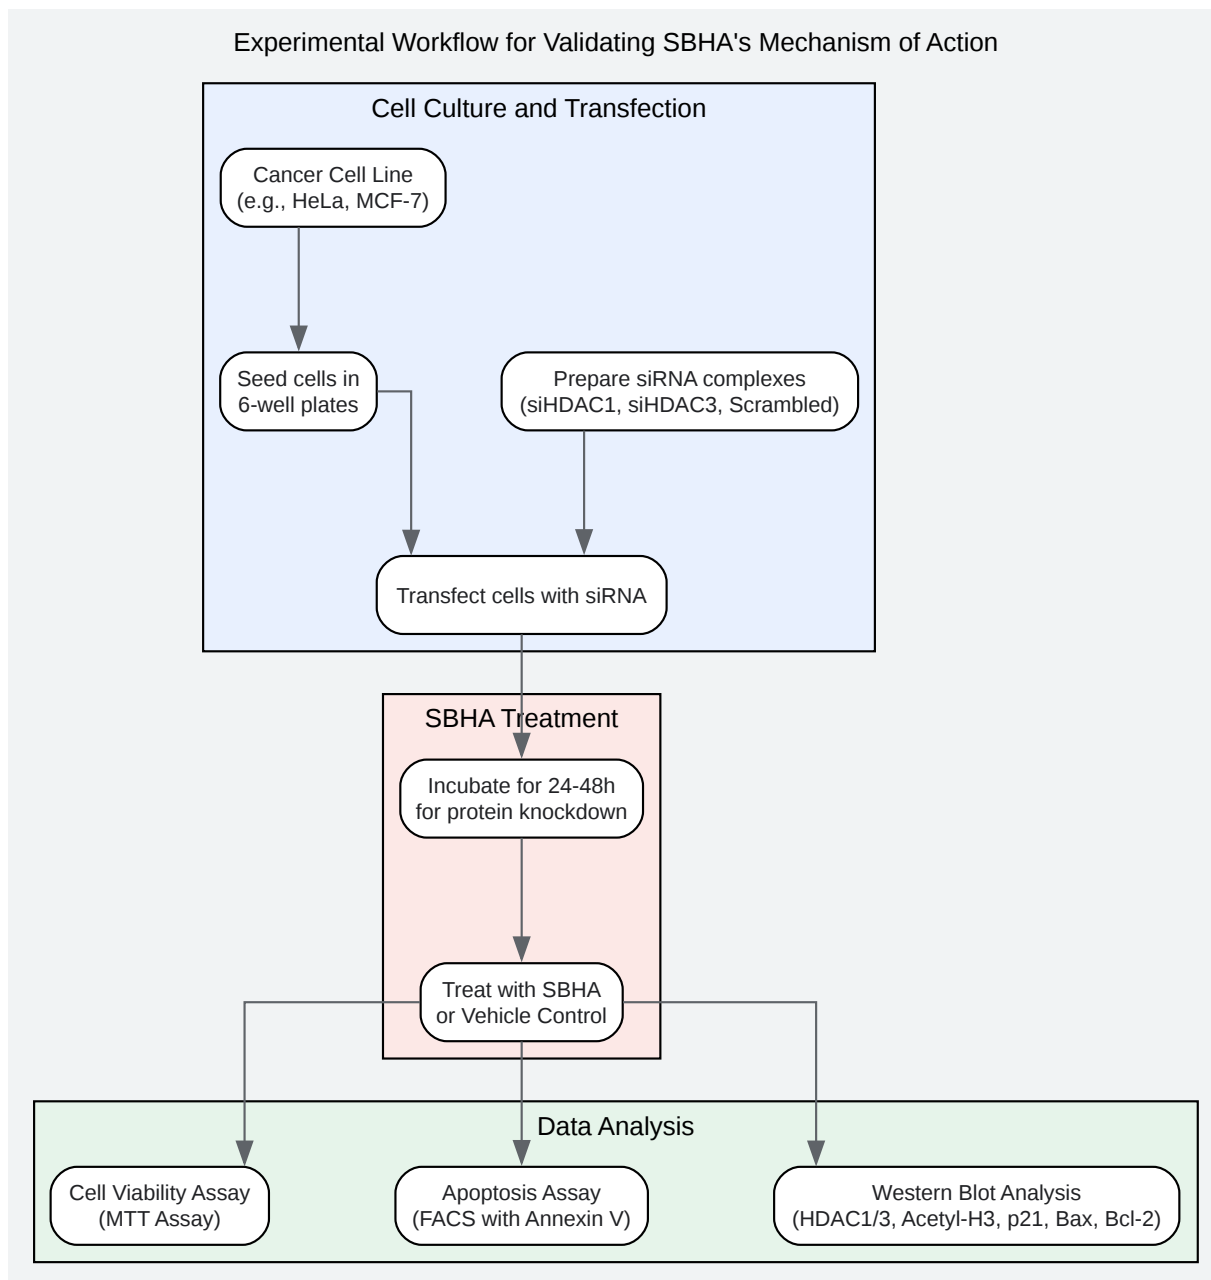 Experimental Workflow for Validating SBHA's Mechanism of Action
Cell Culture and Transfection
Cancer Cell Line
(e.g., HeLa, MCF-7)
Seed cells in
6-well plates
Prepare siRNA complexes
(siHDAC1, siHDAC3, Scrambled)
Transfect cells with siRNA
SBHA Treatment
Incubate for 24-48h
for protein knockdown
Treat with SBHA
or Vehicle Control
Data Analysis
Cell Viability Assay
(MTT Assay)
Apoptosis Assay
(FACS with Annexin V)
Western Blot Analysis
(HDAC1/3, Acetyl-H3, p21, Bax, Bcl-2)